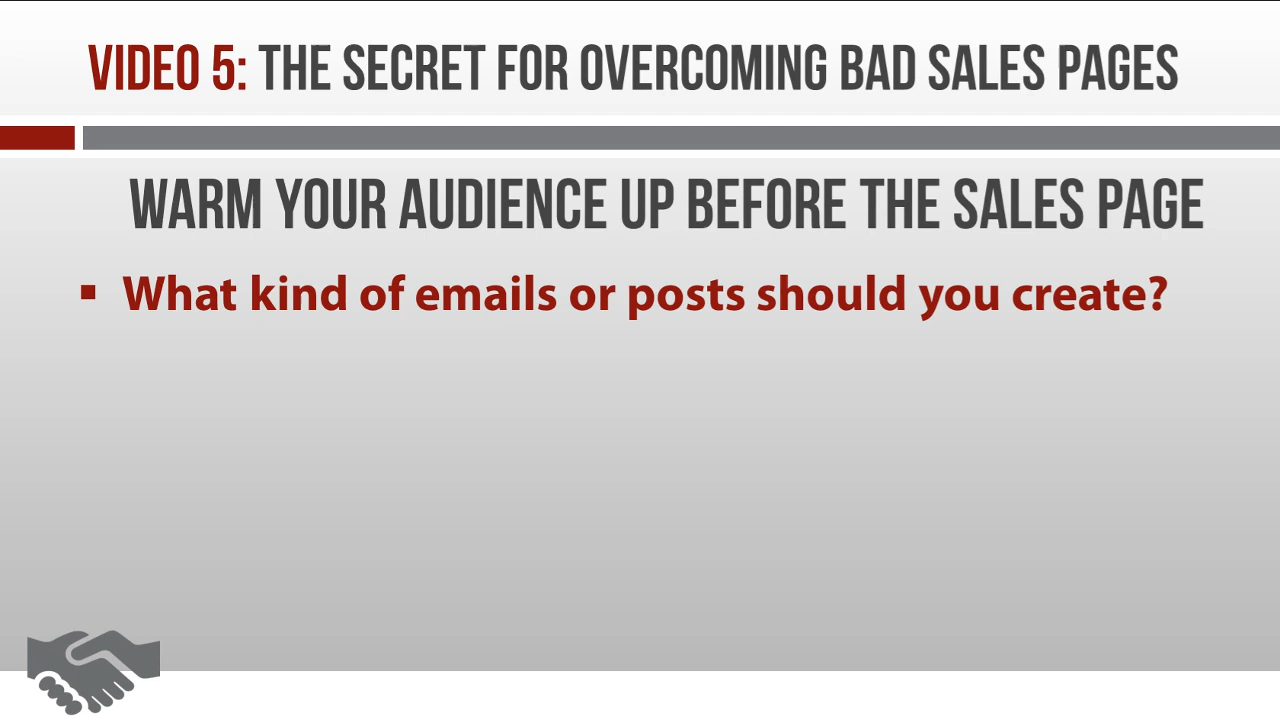 VIDEO 5: THE SECRET FOR OVERCOMING BAD SALES PAGES
WARM YOUR AUDIENCE UP BEFORE THE SALES PAGE
▪ What kind of emails or posts should you create?